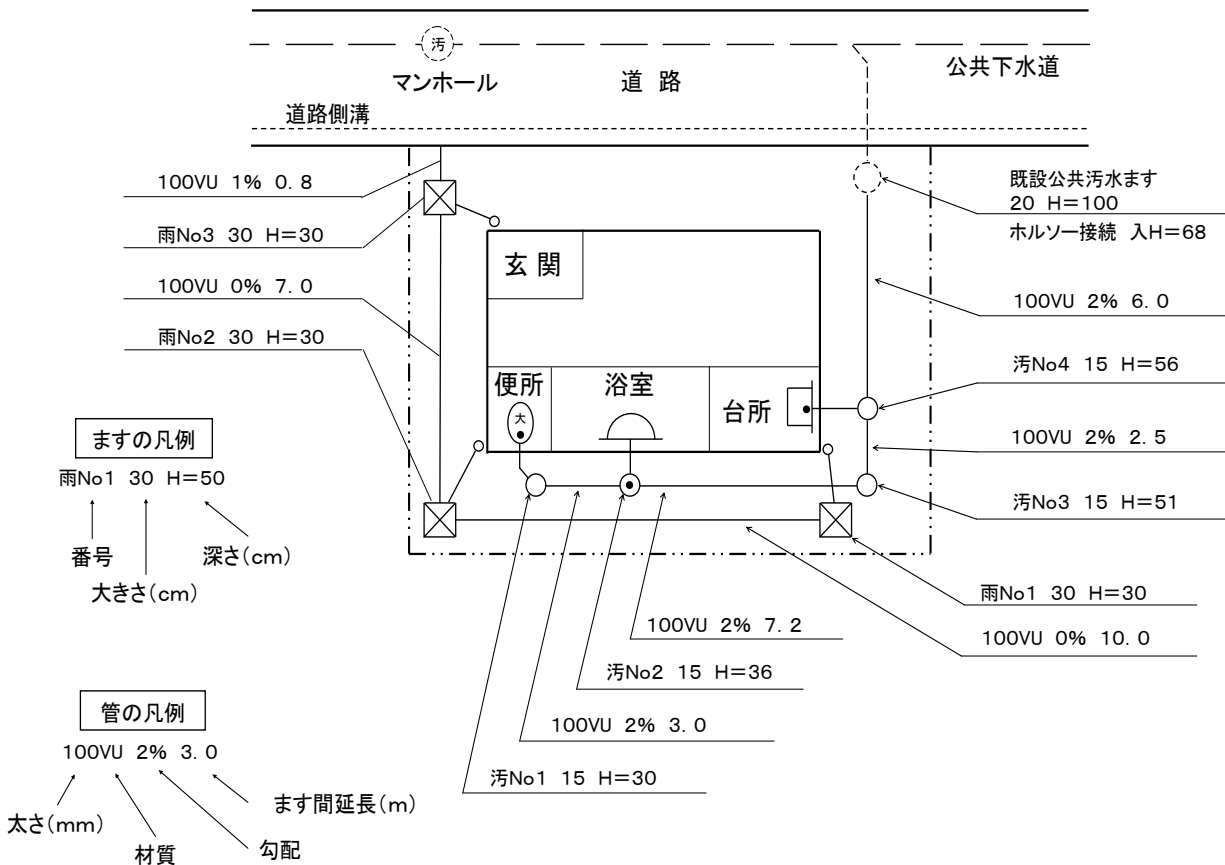 汚
マンホール
道 路
公共下水道
道路側溝
100VU 1% 0.8
雨No3 30 H=30
100VU 0% 7.0
雨No2 30 H=30
既設公共汚水ます
20 H=100
ホルソー接続 入H=68
100VU 2% 6.0
汚No4 15 H=56
100VU 2% 2.5
汚No3 15 H=51
玄 関
便所
大
浴室
台所
ますの凡例
雨No1 30 H=50
番号
大きさ(cm)
深さ(cm)
雨No1 30 H=30
100VU 0% 10.0
100VU 2% 7.2
汚No2 15 H=36
100VU 2% 3.0
汚No1 15 H=30
管の凡例
100VU 2% 3.0
太さ(mm)
材質
勾配
ます間延長(m)